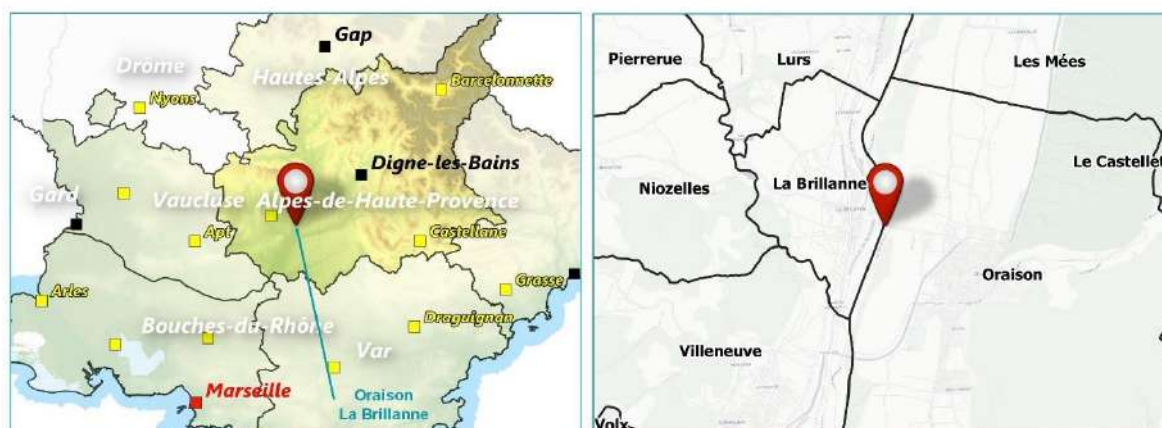 Gap
Drôme
Hautes-Alpes
Barcelonnette
Nyons
Digne-les-Bains
Gard
Vaucluse
Alpes-de-Haute-Provence
Apt
Castellane
Grasse
Arles
Bouches-du-Rhône
Draguignan
Var
Marseille
Oraison
La Brillanne
Pierrerue
Lurs
Les Mées
Le Castellet
Niozelles
La Brillanne
Oraison
Villeneuve
Volx